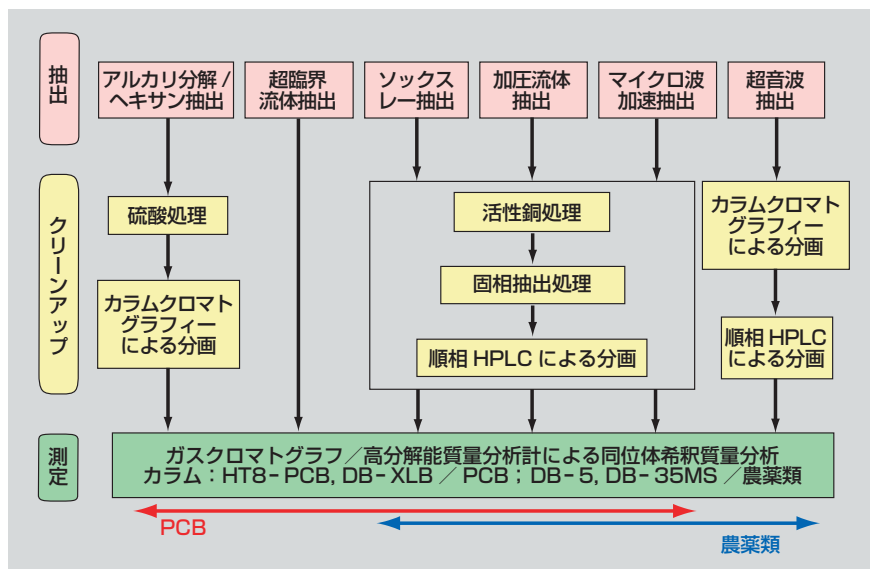 抽出
アルカリ分解／
ヘキサン抽出
超臨界
流体抽出
ソックス
レー抽出
加圧流体
抽出
マイクロ波
加速抽出
超音波
抽出
クリーンアップ
硫酸処理
カラムクロマト
グラフィー
による分画
活性銅処理
固相抽出処理
順相 HPLC による分画
カラムクロマト
グラフィー
による分画
順相 HPLC
による分画
測定
ガスクロマトグラフ／高分解能質量分析計による同位体希釈質量分析
カラム：HT8−PCB, DB−XLB ／ PCB；DB−5, DB−35MS ／農薬類
PCB
農薬類